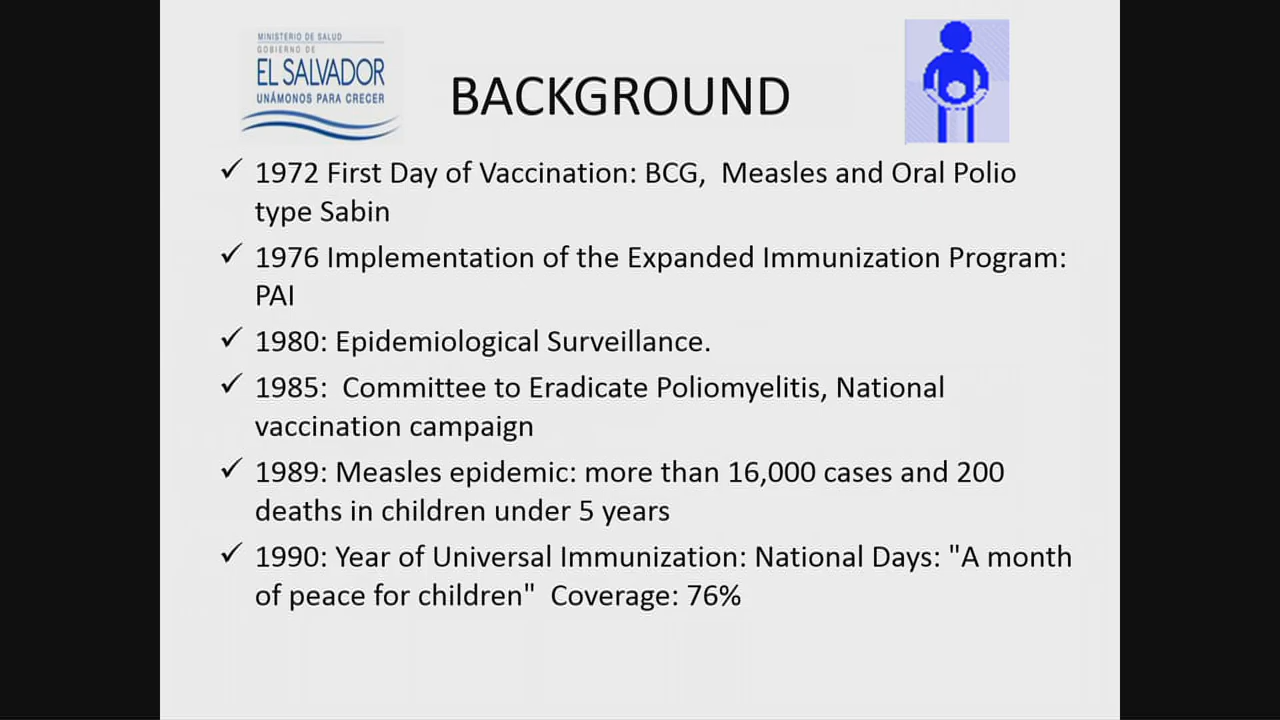 MINISTERIO DE SALUD
GOBIERNO DE
EL SALVADOR
UNÁMONOS PARA CRECER
BACKGROUND
✓ 1972 First Day of Vaccination: BCG,  Measles and Oral Polio
type Sabin
✓ 1976 Implementation of the Expanded Immunization Program:
PAI
✓ 1980: Epidemiological Surveillance.
✓ 1985:  Committee to Eradicate Poliomyelitis, National
vaccination campaign
✓ 1989: Measles epidemic: more than 16,000 cases and 200
deaths in children under 5 years
✓ 1990: Year of Universal Immunization: National Days: "A month
of peace for children"  Coverage: 76%